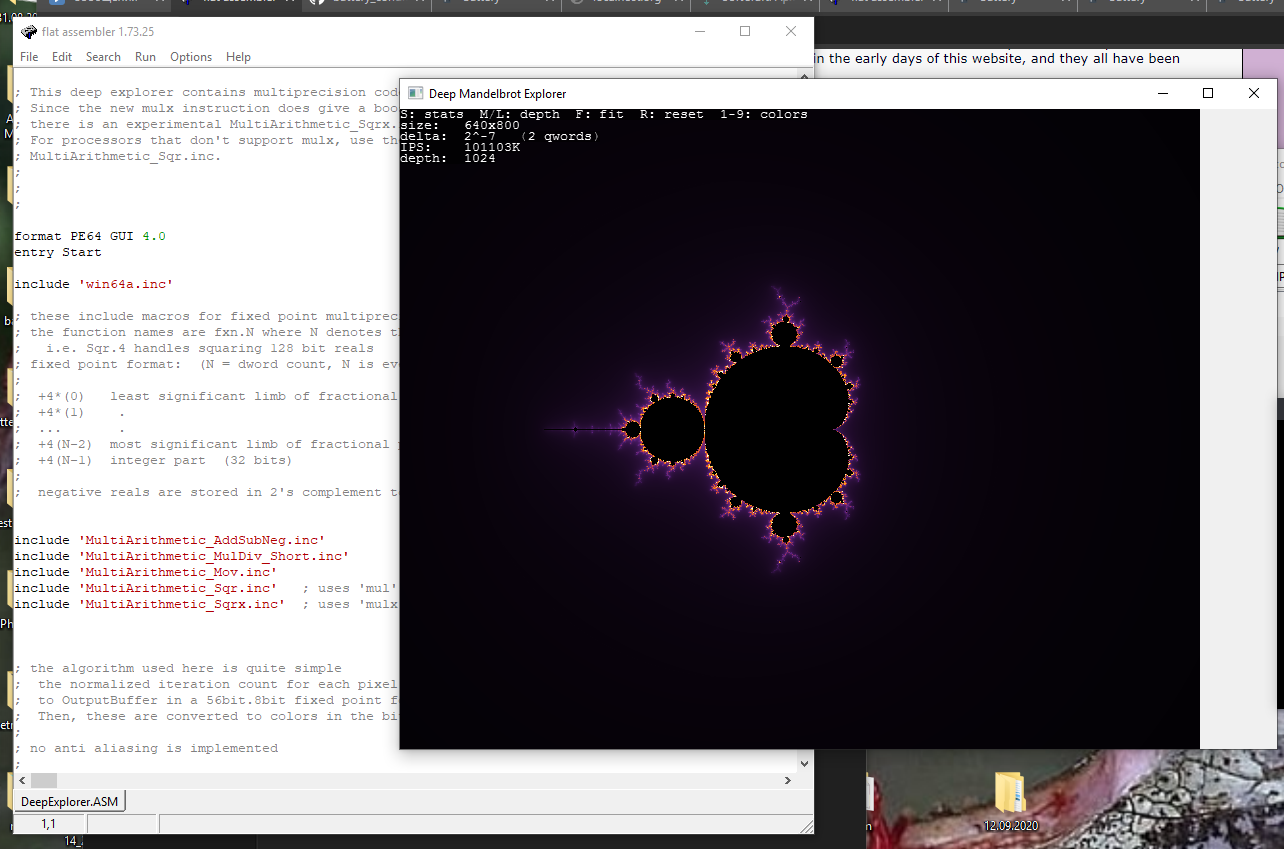 flat assembler 1.73.25
File Edit Search Run Options Help
; This deep explorer contains multiprecision
; Since the new mulx instruction does give a
; there is an experimental MultiArithmetic_Sqrx.
; For processors that don't support mulx, use
; MultiArithmetic_Sqr.inc.
;
;
;
format PE64 GUI 4.0
entry Start
include 'win64a.inc'
; these include macros for fixed point
; the function names are fxn.N where N denotes
; i.e. Sqr.4 handles squaring 128 bit reals
; fixed point format: (N = dword count, N is
;
; +4*(0) least significant limb of fractional
; +4*(1) .
; ... .
; +4(N-2) most significant limb of fractional
; +4(N-1) integer part (32 bits)
;
; negative reals are stored in 2's complement
include 'MultiArithmetic_AddSubNeg.inc'
include 'MultiArithmetic_MulDiv_Short.inc'
include 'MultiArithmetic_Mov.inc'
include 'MultiArithmetic_Sqr.inc' ; uses 'mul'
include 'MultiArithmetic_Sqrx.inc' ; uses 'mulx
; the algorithm used here is quite simple
; the normalized iteration count for each pixel
; to OutputBuffer in a 56bit.8bit fixed point
; Then, these are converted to colors in the
;
; no anti aliasing is implemented
;
DeepExplorer.ASM
1,1
in the early days of this website, and they all have been
Deep Mandelbrot Explorer
S: stats M/L: depth F: fit R: reset 1-9: colors
size: 640x800
delta: 2^-7 (2 qwords)
IPS: 101103K
depth: 1024
12.09.2020